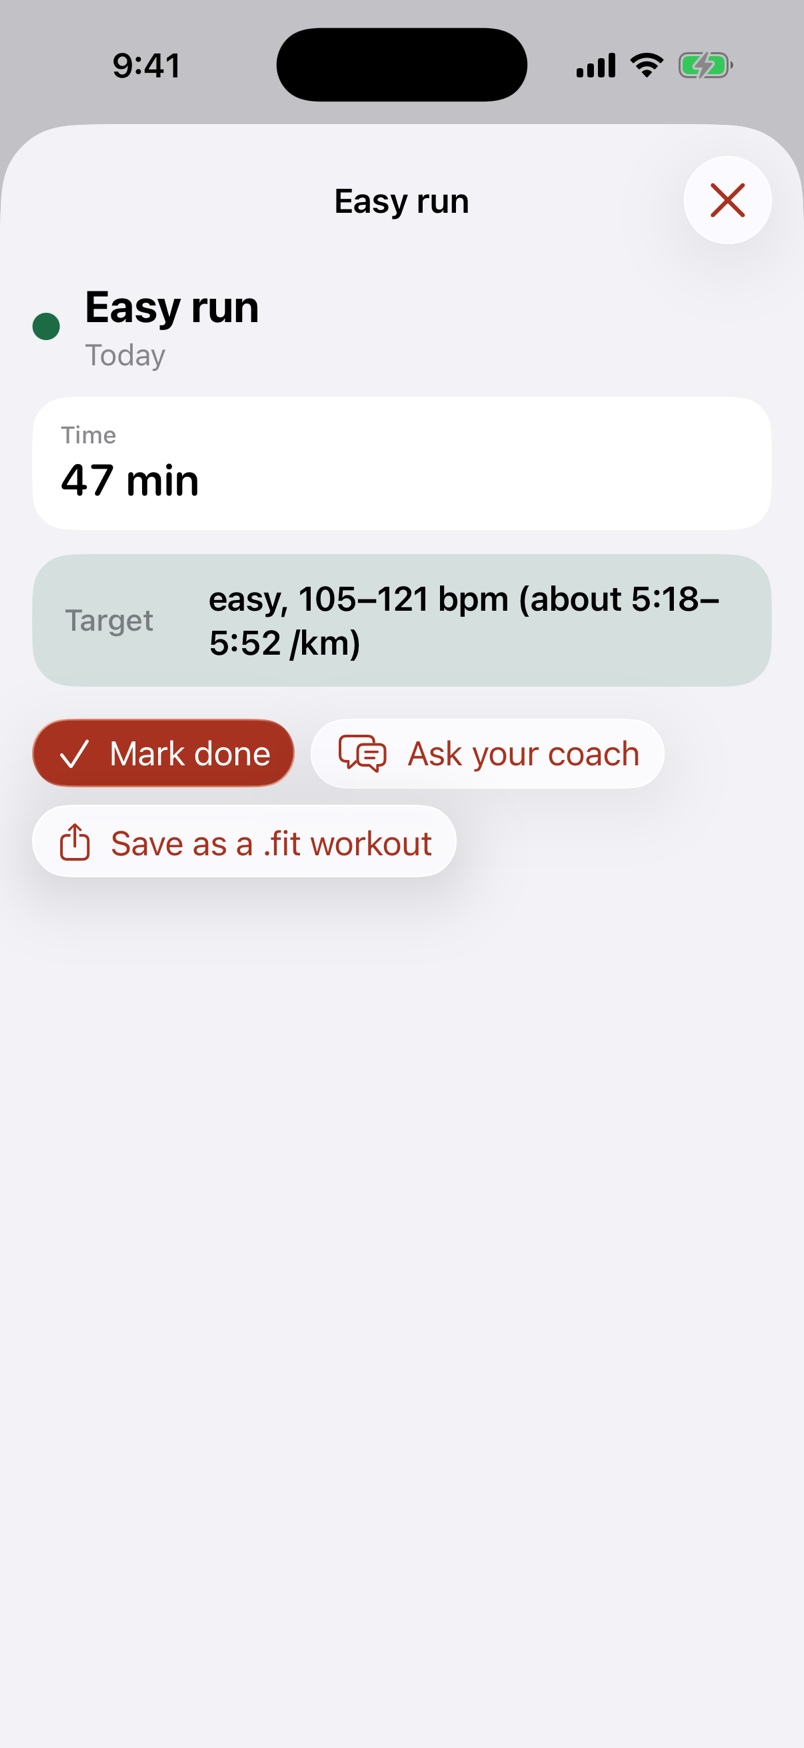 9:41
Easy run
Easy run
Today
Time
47 min
Target
easy, 105–121 bpm (about 5:18–
5:52 /km)
Mark done
Ask your coach
Save as a .fit workout